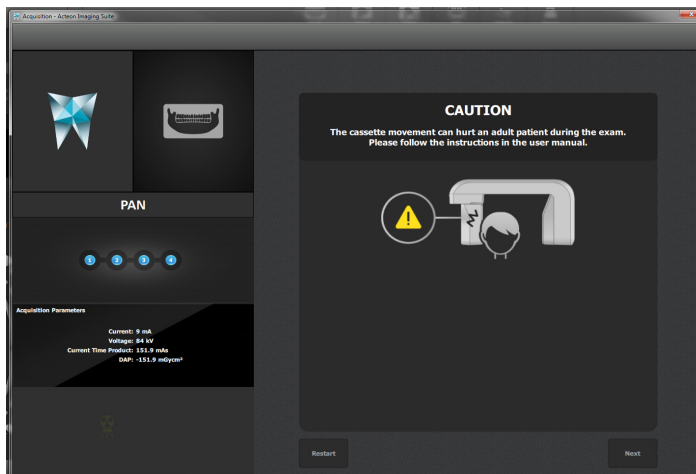 Acquisition - Acteon Imaging Suite
CAUTION
The cassette movement can hurt an adult patient during the exam.
Please follow the instructions in the user manual.
PAN
1 2 3 4
Acquisition Parameters
Current: 9 mA
Voltage: 84 kV
Current Time Product: 151.9 mAs
DAP: -151.9 mGycm²
Restart
Next